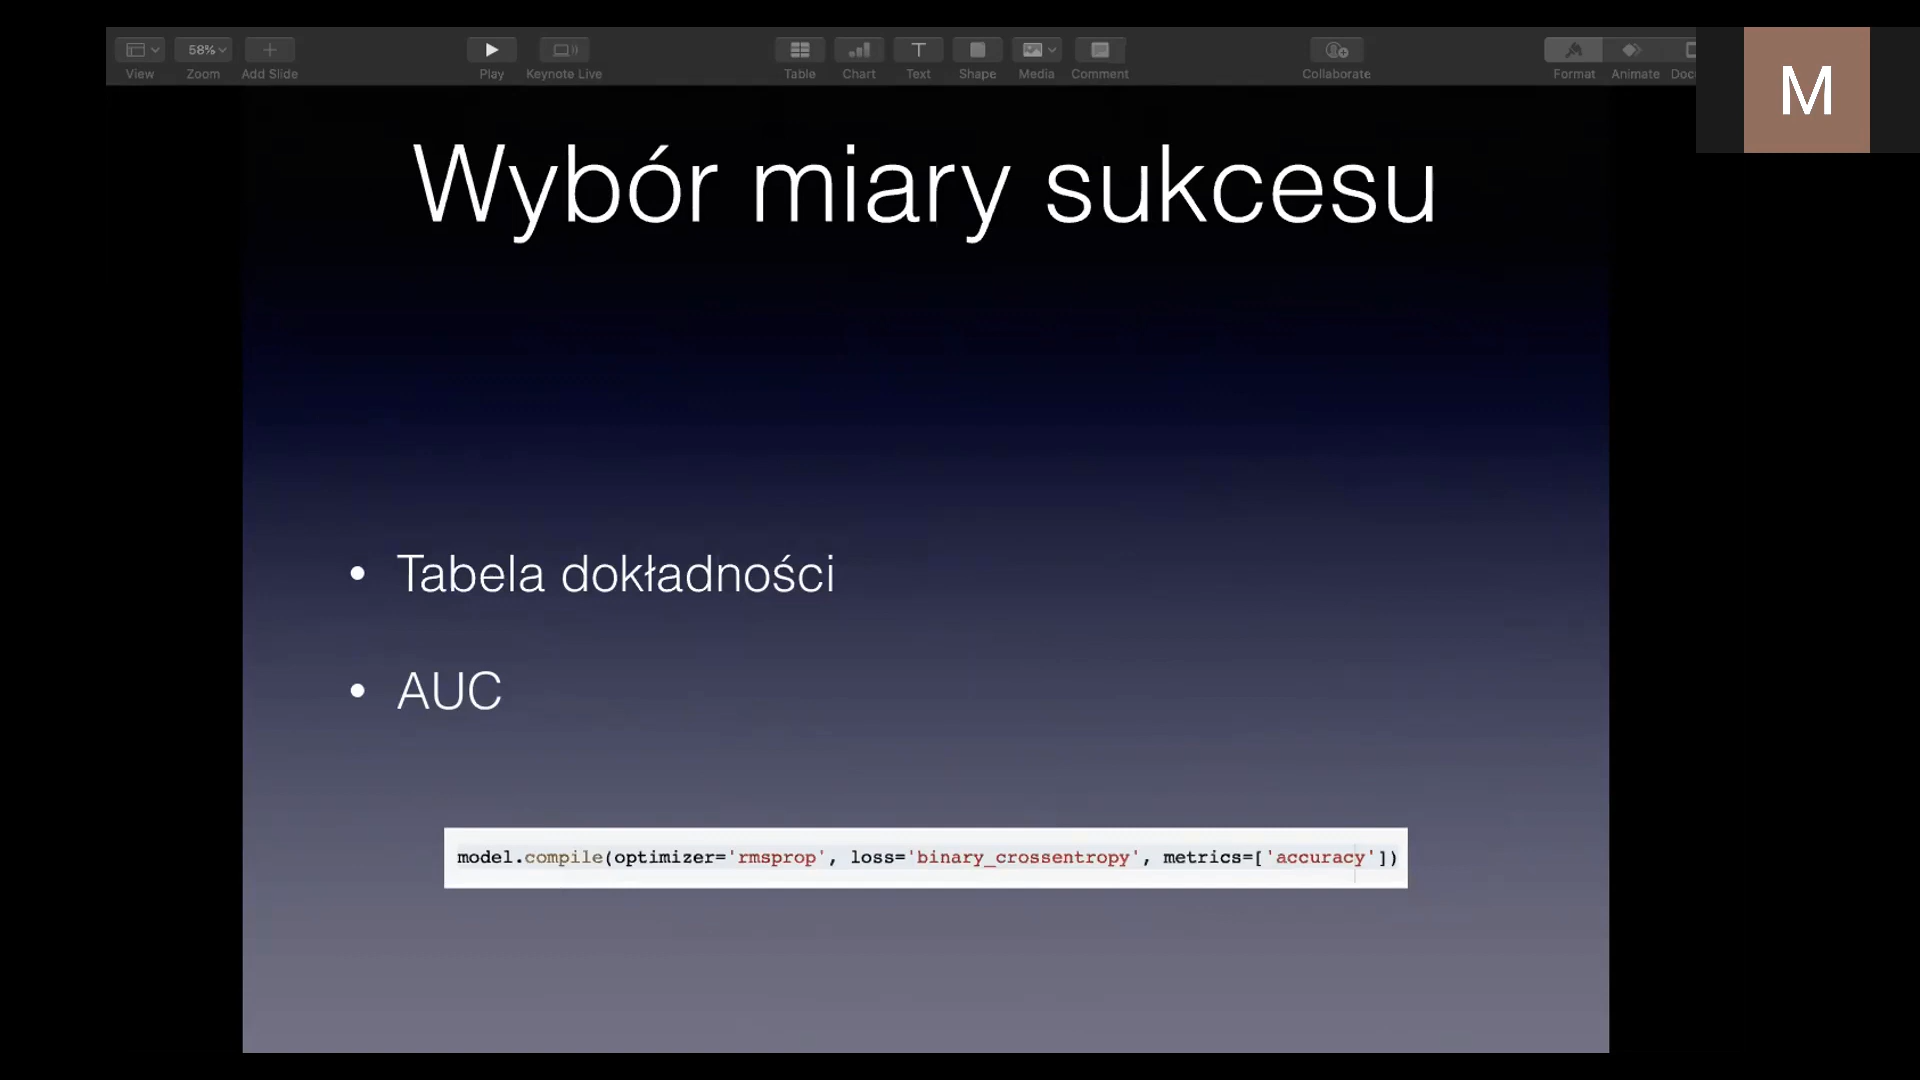 58%
View Zoom Add Slide Play Keynote Live Table Chart Text Shape Media Comment Collaborate Format Animate Doc
M
Wybór miary sukcesu
• Tabela dokładności
• AUC
model.compile(optimizer='rmsprop', loss='binary_crossentropy', metrics=['accuracy'])